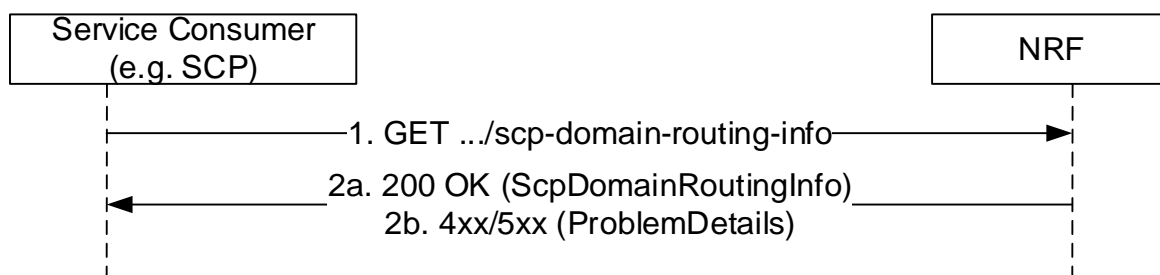 Service Consumer
(e.g. SCP)
NRF
1. GET .../scp-domain-routing-info
2a. 200 OK (ScpDomainRoutingInfo)
2b. 4xx/5xx (ProblemDetails)